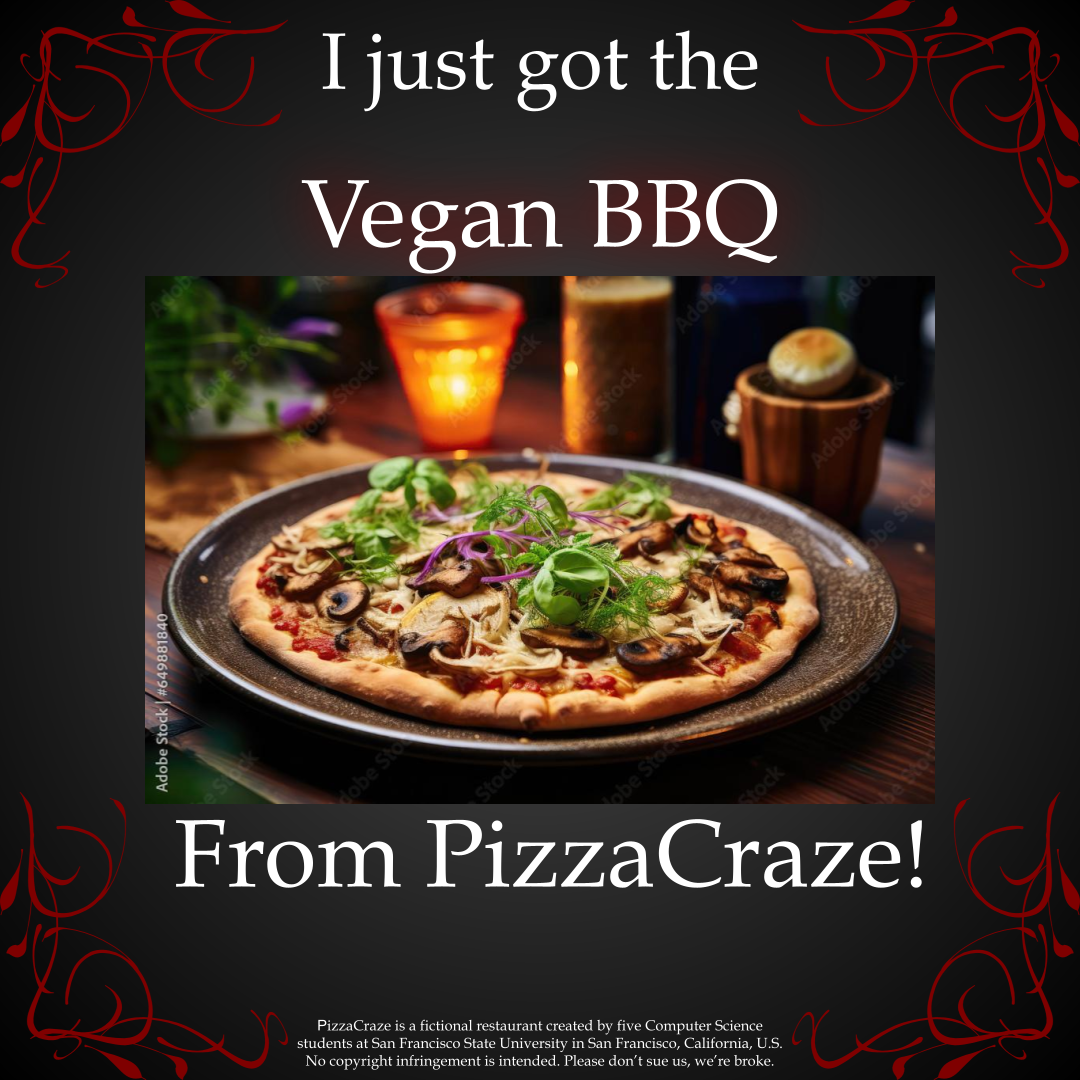 I just got the
Vegan BBQ
Adobe Stock | #649881840
Adobe Stock
From PizzaCraze!
PizzaCraze is a fictional restaurant created by five Computer Science
students at San Francisco State University in San Francisco, California, U.S.
No copyright infringement is intended. Please don’t sue us, we’re broke.